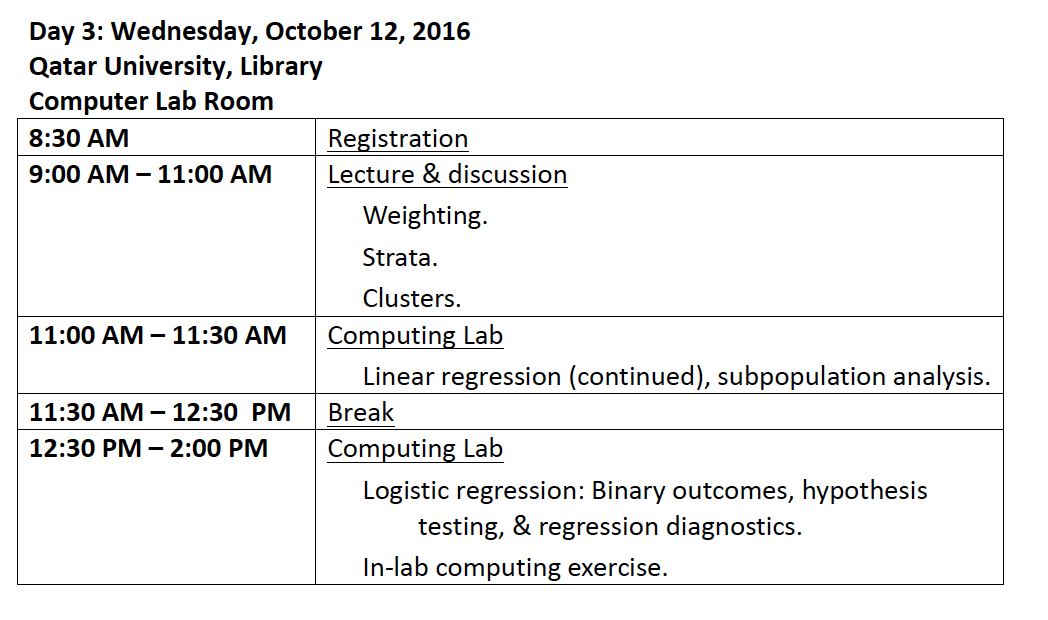 Day 3: Wednesday, October 12, 2016
Qatar University, Library
Computer Lab Room
8:30 AM Registration
9:00 AM – 11:00 AM Lecture & discussion
Weighting.
Strata.
Clusters.
11:00 AM – 11:30 AM Computing Lab
Linear regression (continued), subpopulation analysis.
11:30 AM – 12:30  PM Break
12:30 PM – 2:00 PM Computing Lab
Logistic regression: Binary outcomes, hypothesis
testing, & regression diagnostics.
In-lab computing exercise.